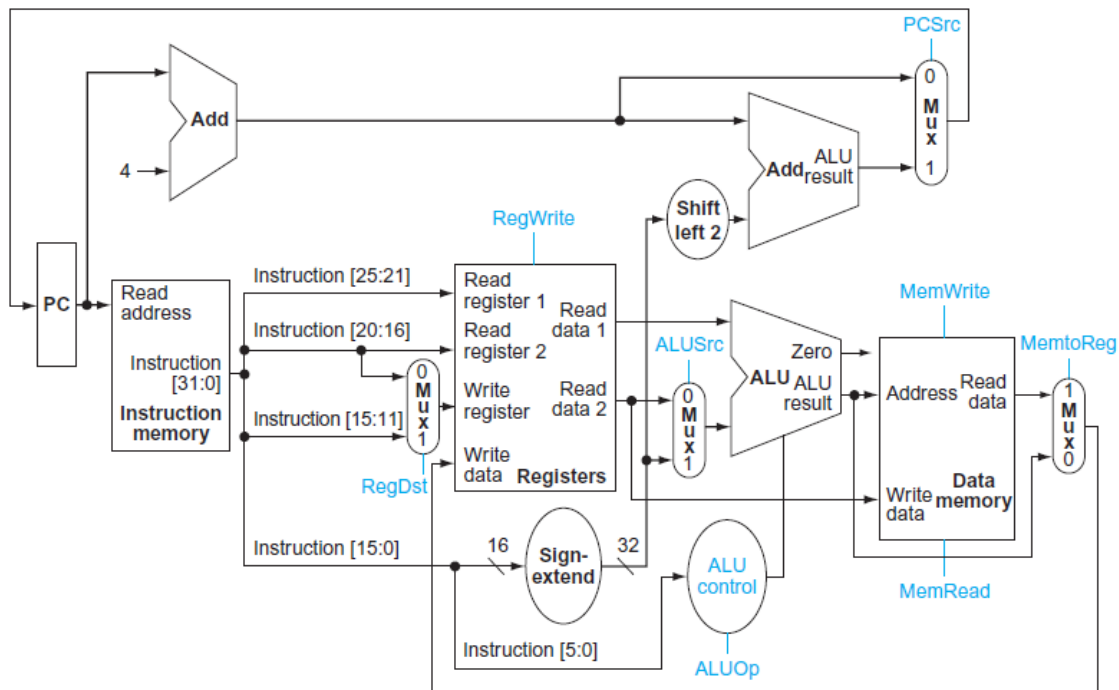 PCSrc
0
M
u
x
1
Add
4
Add
ALU
result
Shift
left 2
RegWrite
PC
Read
address
Instruction
[31:0]
Instruction
memory
Instruction [25:21]
Instruction [20:16]
Instruction [15:11]
0
M
u
x
1
RegDst
Read
register 1
Read
register 2
Write
register
Write
data
Read
data 1
Read
data 2
Registers
ALUSrc
0
M
u
x
1
Zero
ALU
ALU
result
MemWrite
Address
Read
data
Write
data
Data
memory
MemRead
MemtoReg
1
M
u
x
0
Instruction [15:0]
16
Sign-
extend
32
ALU
control
Instruction [5:0]
ALUOp